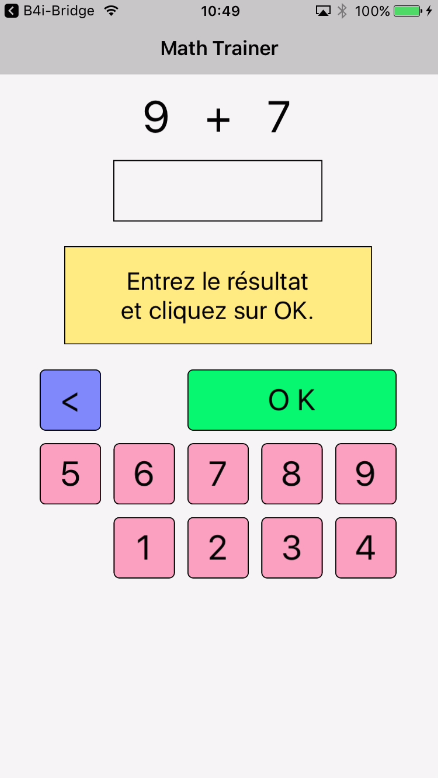 B4i-Bridge 10:49 100%
Math Trainer
9 + 7
Entrez le résultat
et cliquez sur OK.
< O K
5 6 7 8 9
1 2 3 4